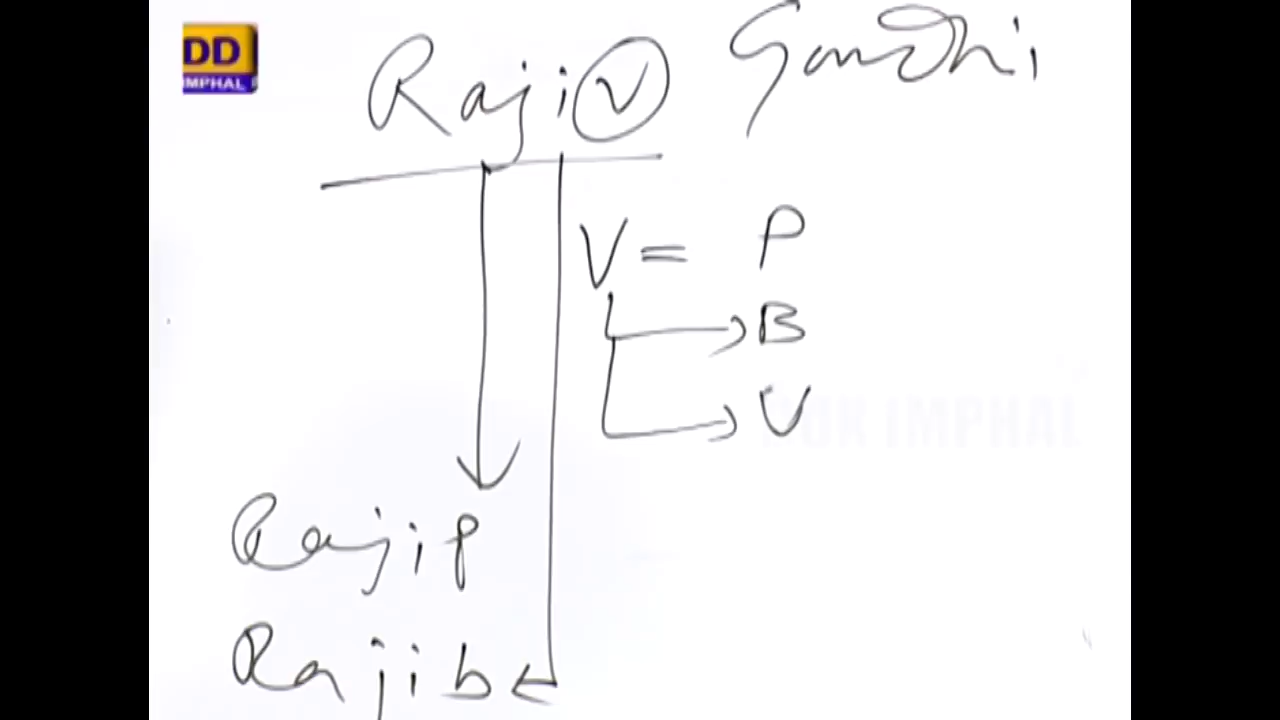 DD
IMPHAL
Rajiv Gandhi
V = P
B
V
Rajip
Rajib
DDK IMPHAL